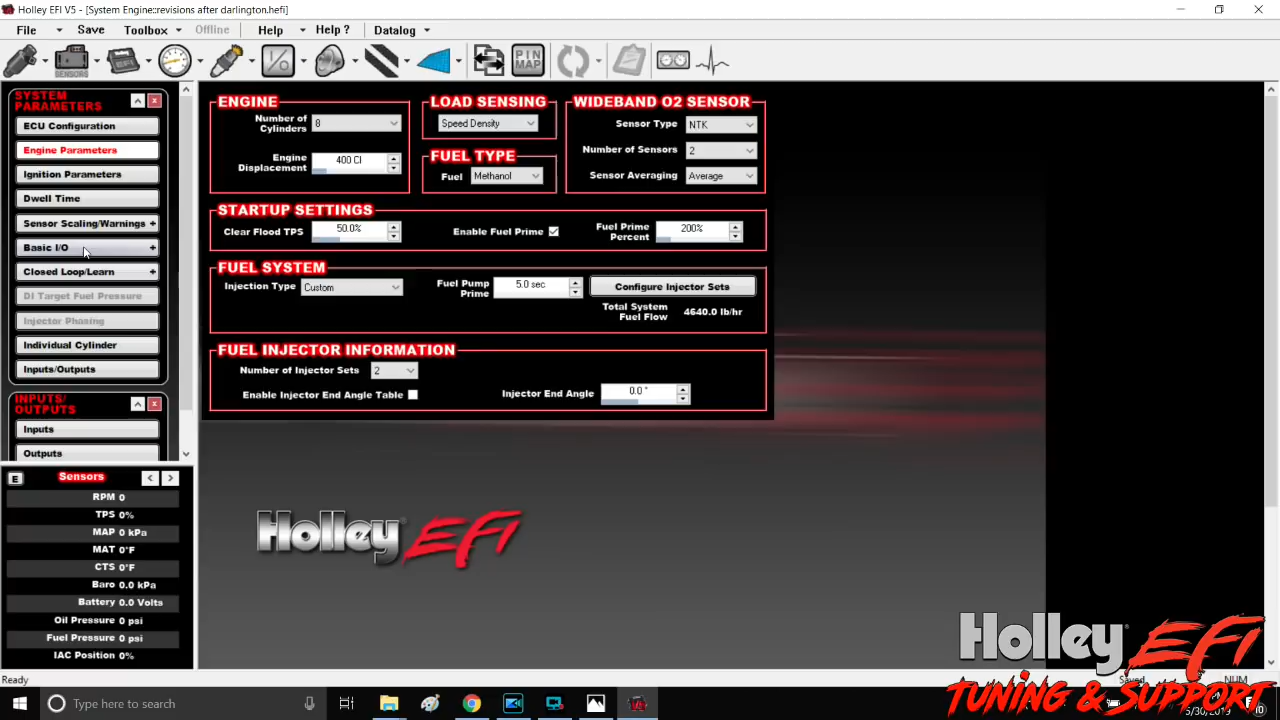 Holley EFI V5 - [System Engine:revisions after darlington.hefi]
File Save Toolbox Offline Help Help ? Datalog
SENSORS EFI I/O PIN MAP
SYSTEM PARAMETERS
ECU Configuration
Engine Parameters
Ignition Parameters
Dwell Time
Sensor Scaling/Warnings +
Basic I/O +
Closed Loop/Learn +
DI Target Fuel Pressure
Injector Phasing
Individual Cylinder
Inputs/Outputs
INPUTS/ OUTPUTS
Inputs
Outputs
E Sensors < >
RPM 0
TPS 0%
MAP 0 kPa
MAT 0°F
CTS 0°F
Baro 0.0 kPa
Battery 0.0 Volts
Oil Pressure 0 psi
Fuel Pressure 0 psi
IAC Position 0%
ENGINE
Number of Cylinders 8
Engine Displacement 400 CI
LOAD SENSING
Speed Density
FUEL TYPE
Fuel Methanol
WIDEBAND O2 SENSOR
Sensor Type NTK
Number of Sensors 2
Sensor Averaging Average
STARTUP SETTINGS
Clear Flood TPS 50.0% Enable Fuel Prime Fuel Prime Percent 200%
FUEL SYSTEM
Injection Type Custom Fuel Pump Prime 5.0 sec Configure Injector Sets
Total System Fuel Flow 4640.0 lb/hr
FUEL INJECTOR INFORMATION
Number of Injector Sets 2
Enable Injector End Angle Table Injector End Angle 0.0 °
Holley EFI
Holley EFI
TUNING & SUPPORT
Ready Saved NUM
Type here to search